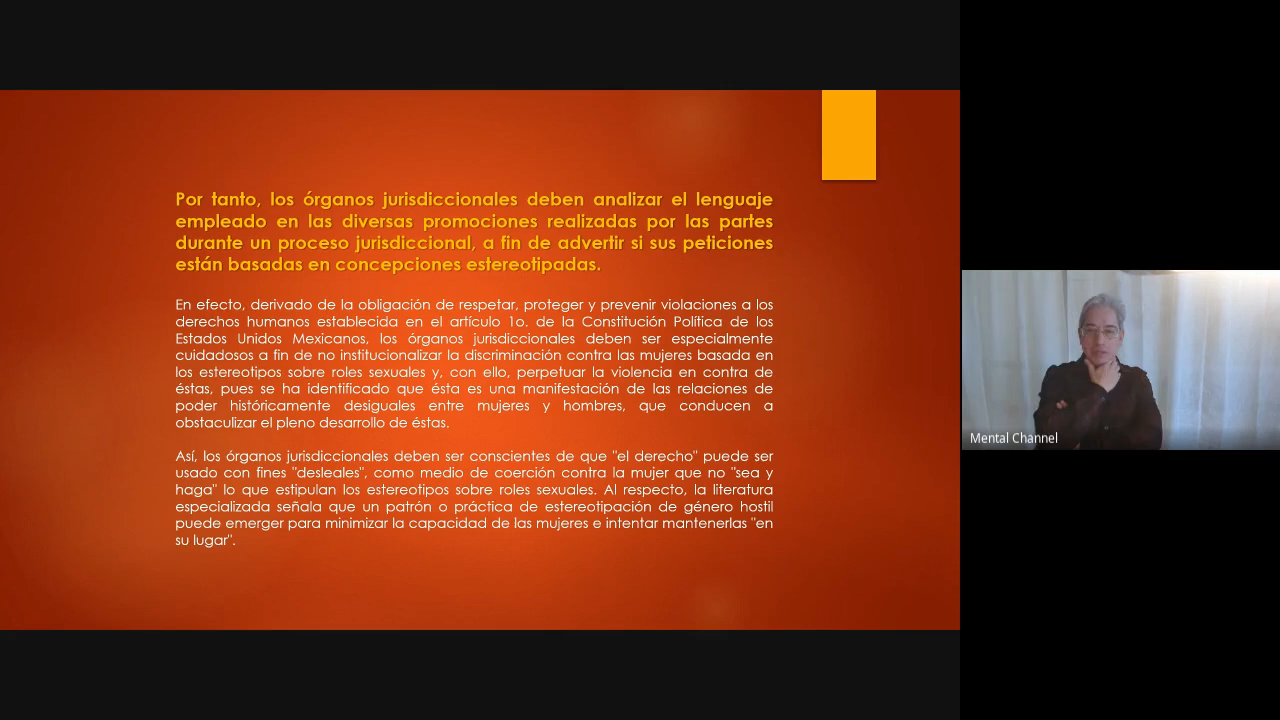 Por tanto, los órganos jurisdiccionales deben analizar el lenguaje
empleado en las diversas promociones realizadas por las partes
durante un proceso jurisdiccional, a fin de advertir si sus peticiones
están basadas en concepciones estereotipadas.
En efecto, derivado de la obligación de respetar, proteger y prevenir violaciones a los
derechos humanos establecida en el artículo 1o. de la Constitución Política de los
Estados Unidos Mexicanos, los órganos jurisdiccionales deben ser especialmente
cuidadosos a fin de no institucionalizar la discriminación contra las mujeres basada en
los estereotipos sobre roles sexuales y, con ello, perpetuar la violencia en contra de
éstas, pues se ha identificado que ésta es una manifestación de las relaciones de
poder históricamente desiguales entre mujeres y hombres, que conducen a
obstaculizar el pleno desarrollo de éstas.
Así, los órganos jurisdiccionales deben ser conscientes de que "el derecho" puede ser
usado con fines "desleales", como medio de coerción contra la mujer que no "sea y
haga" lo que estipulan los estereotipos sobre roles sexuales. Al respecto, la literatura
especializada señala que un patrón o práctica de estereotipación de género hostil
puede emerger para minimizar la capacidad de las mujeres e intentar mantenerlas "en
su lugar".
Mental Channel